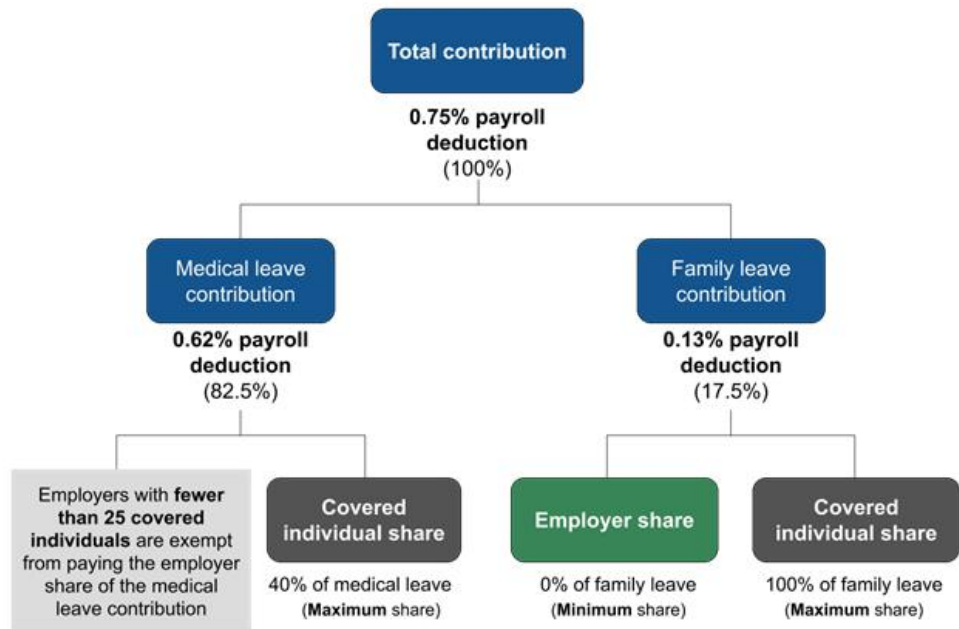 Total contribution
0.75% payroll
deduction
(100%)
Medical leave
contribution
0.62% payroll
deduction
(82.5%)
Family leave
contribution
0.13% payroll
deduction
(17.5%)
Employers with fewer
than 25 covered
individuals are exempt
from paying the employer
share of the medical
leave contribution
Covered
individual share
40% of medical leave
(Maximum share)
Employer share
0% of family leave
(Minimum share)
Covered
individual share
100% of family leave
(Maximum share)